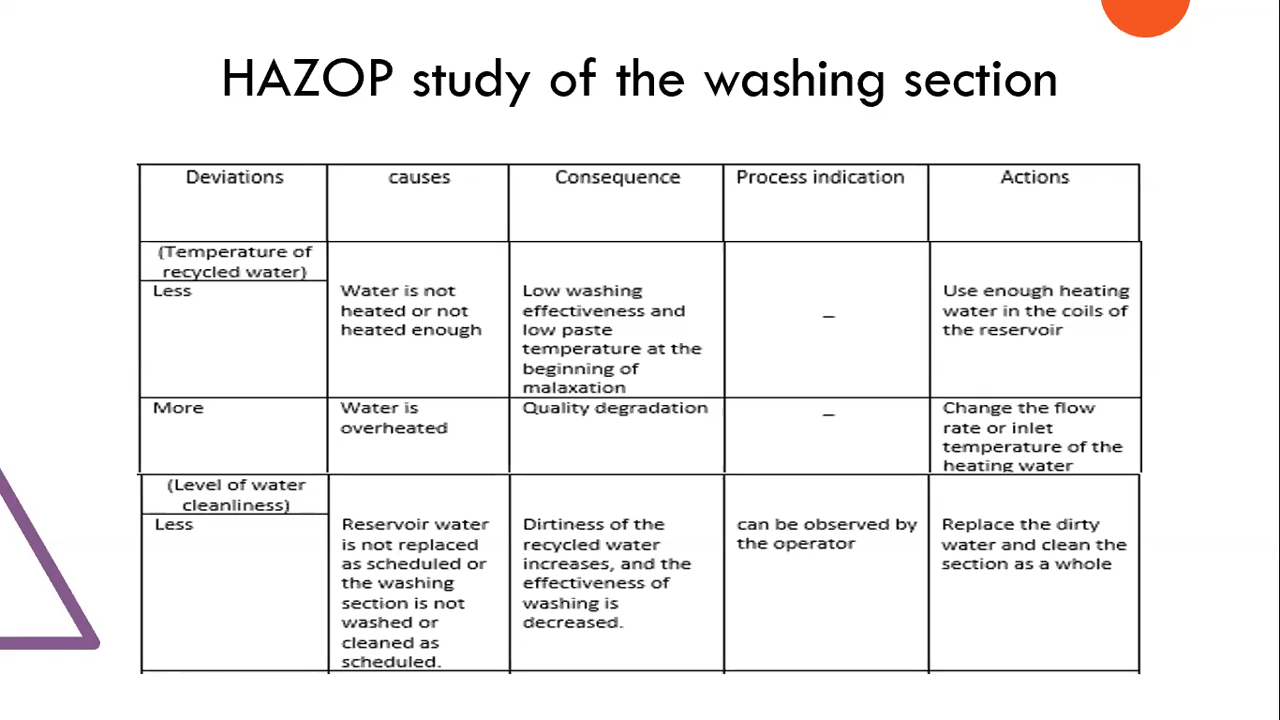 HAZOP study of the washing section
Deviations
causes
Consequence
Process indication
Actions
(Temperature of
recycled water)
Less
Water is not
heated or not
heated enough
Low washing
effectiveness and
low paste
temperature at the
beginning of
malaxation
_
Use enough heating
water in the coils of
the reservoir
More
Water is
overheated
Quality degradation
_
Change the flow
rate or inlet
temperature of the
heating water
(Level of water
cleanliness)
Less
Reservoir water
is not replaced
as scheduled or
the washing
section is not
washed or
cleaned as
scheduled.
Dirtiness of the
recycled water
increases, and the
effectiveness of
washing is
decreased.
can be observed by
the operator
Replace the dirty
water and clean the
section as a whole